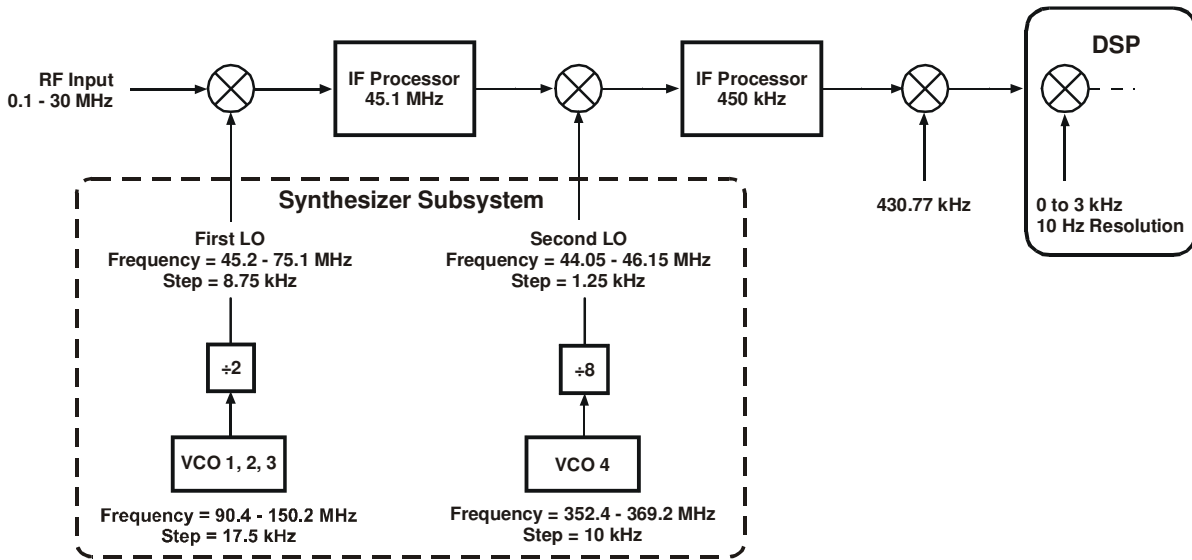 DSP
RF Input
0.1 - 30 MHz
IF Processor
45.1 MHz
IF Processor
450 kHz
Synthesizer Subsystem
430.77 kHz
0 to 3 kHz
10 Hz Resolution
First LO
Frequency = 45.2 - 75.1 MHz
Step = 8.75 kHz
Second LO
Frequency = 44.05 - 46.15 MHz
Step = 1.25 kHz
÷2
÷8
VCO 1, 2, 3
VCO 4
Frequency = 90.4 - 150.2 MHz
Step = 17.5 kHz
Frequency = 352.4 - 369.2 MHz
Step = 10 kHz